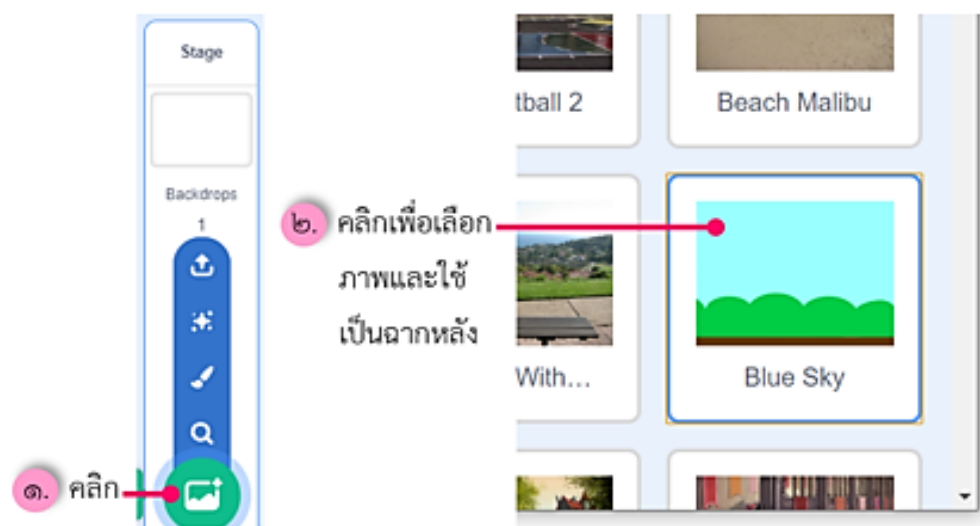 Stage
Backdrops
1
๑. คลิก
๒. คลิกเพื่อเลือก
ภาพและใช้
เป็นฉากหลัง
tball 2
Beach Malibu
With...
Blue Sky